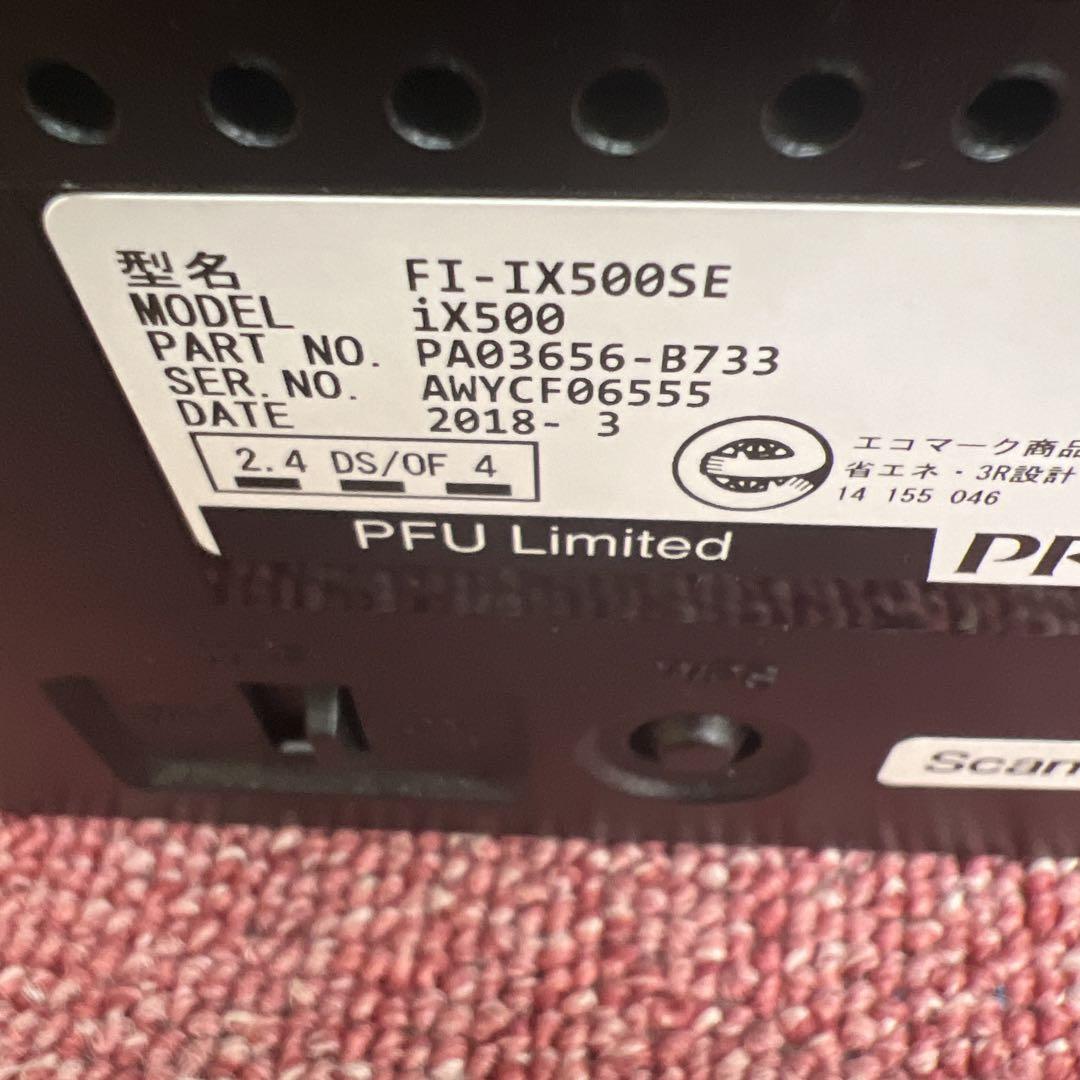 型名 FI-IX500SE
MODEL iX500
PART NO. PA03656-B733
SER.NO. AWYCF06555
DATE 2018- 3
2.4 DS/OF 4
エコマーク商品
省エネ・3R設計
14 155 046
PFU Limited
PR
Scan